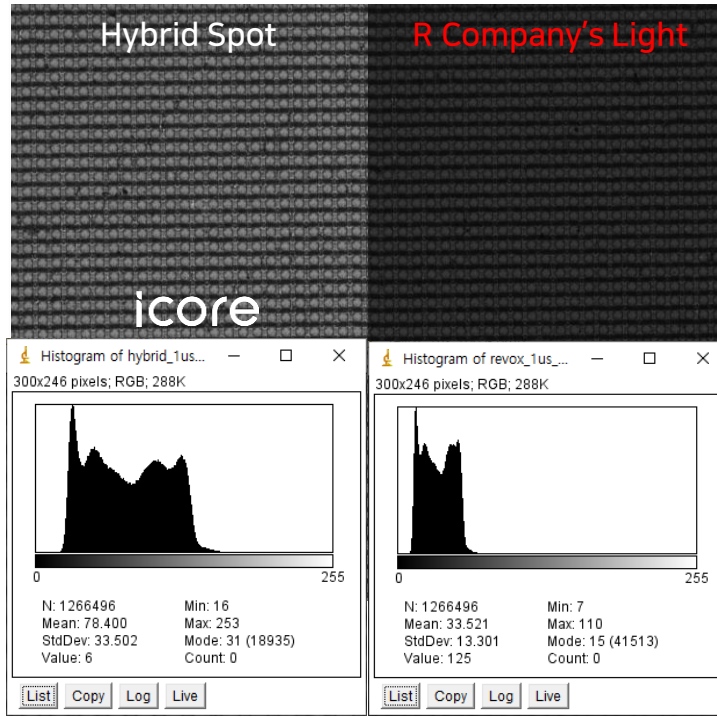 Hybrid Spot
R Company's Light
icore
Histogram of hybrid_1us...
300x246 pixels; RGB; 288K
0
255
N: 1266496
Min: 16
Mean: 78.400
Max: 253
StdDev: 33.502
Mode: 31 (18935)
Value: 6
Count: 0
List
Copy
Log
Live
Histogram of revox_1us_...
300x246 pixels; RGB; 288K
0
255
N: 1266496
Min: 7
Mean: 33.521
Max: 110
StdDev: 13.301
Mode: 15 (41513)
Value: 125
Count: 0
List
Copy
Log
Live